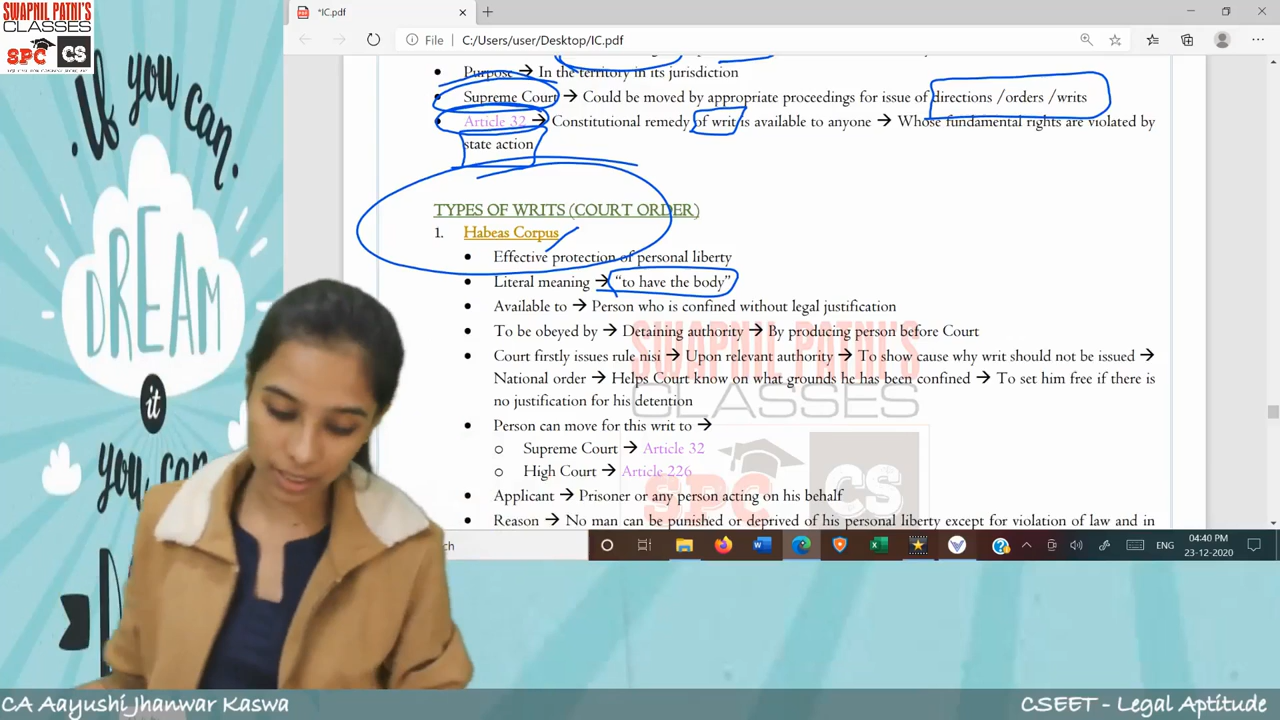 SWAPNIL PATNI'S
CLASSES
SPC CS
If you can
DREAM
it
you can
*IC.pdf
File C:/Users/user/Desktop/IC.pdf
• Purpose → In the territory in its jurisdiction
• Supreme Court → Could be moved by appropriate proceedings for issue of directions /orders /writs
• Article 32 → Constitutional remedy of writ is available to anyone → Whose fundamental rights are violated by
state action
TYPES OF WRITS (COURT ORDER)
1. Habeas Corpus
• Effective protection of personal liberty
• Literal meaning → “to have the body”
• Available to → Person who is confined without legal justification
• To be obeyed by → Detaining authority → By producing person before Court
• Court firstly issues rule nisi → Upon relevant authority → To show cause why writ should not be issued →
National order → Helps Court know on what grounds he has been confined → To set him free if there is
no justification for his detention
• Person can move for this writ to →
o Supreme Court → Article 32
o High Court → Article 226
• Applicant → Prisoner or any person acting on his behalf
• Reason → No man can be punished or deprived of his personal liberty except for violation of law and in
SWAPNIL PATNI'S
CLASSES
SPC CS
ENG
04:40 PM
23-12-2020
CA Aayushi Jhanwar Kaswa
CSEET - Legal Aptitude